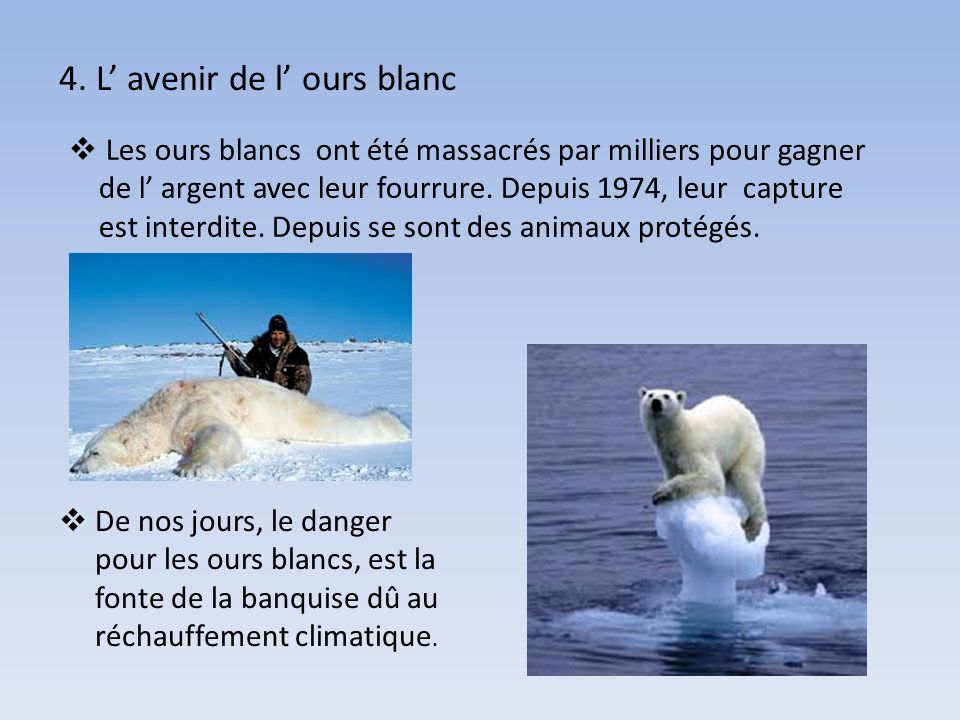 4. L’ avenir de l’ ours blanc
❖ Les ours blancs ont été massacrés par milliers pour gagner
de l’ argent avec leur fourrure. Depuis 1974, leur capture
est interdite. Depuis se sont des animaux protégés.
❖ De nos jours, le danger
pour les ours blancs, est la
fonte de la banquise dû au
réchauffement climatique.